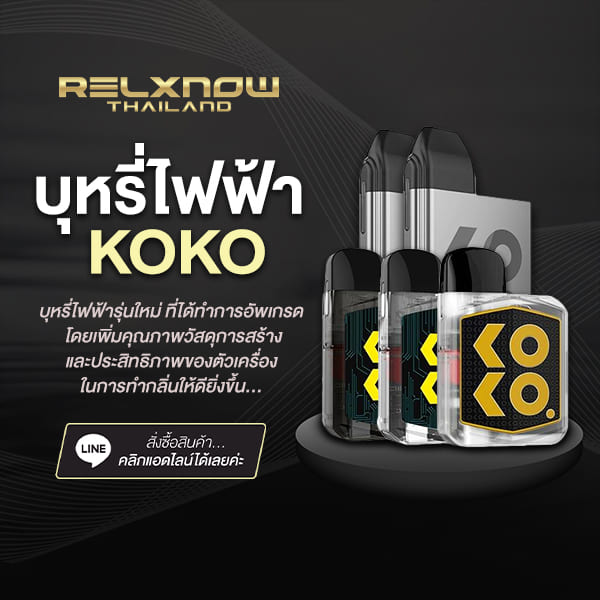 RELXNOW
THAILAND
บุหรี่ไฟฟ้า
KOKO
บุหรี่ไฟฟ้ารุ่นใหม่ ที่ได้ทำการอัพเกรด
โดยเพิ่มคุณภาพวัสดุการสร้าง
และประสิทธิภาพของตัวเครื่อง
ในการทำกลิ่นให้ดียิ่งขึ้น...
LINE
สั่งซื้อสินค้า...
คลิกแอดไลน์ได้เลยค่ะ
KO
KO
KO.